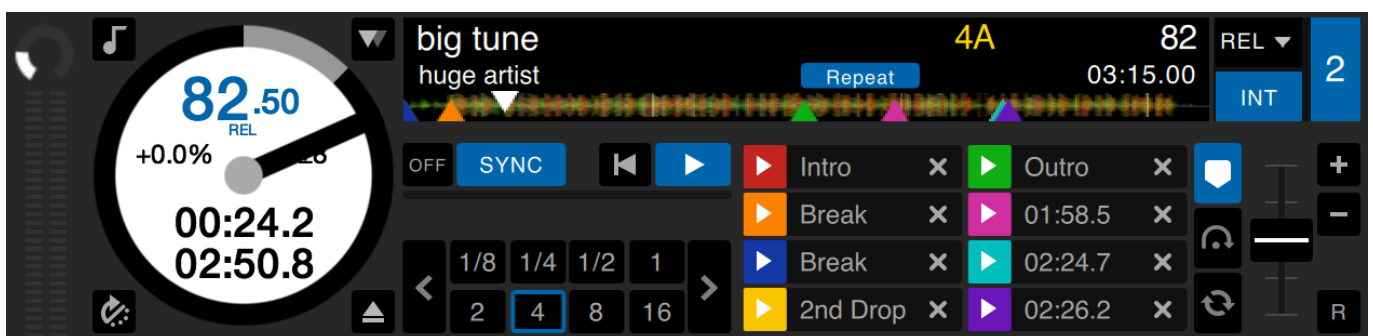 big tune 4A 82 REL
huge artist Repeat 03:15.00
INT
2
82.50
REL
+0.0%
00:24.2
02:50.8
OFF SYNC
1/8 1/4 1/2 1
2 4 8 16
Intro Outro
Break 01:58.5
Break 02:24.7
2nd Drop 02:26.2
+
-
R